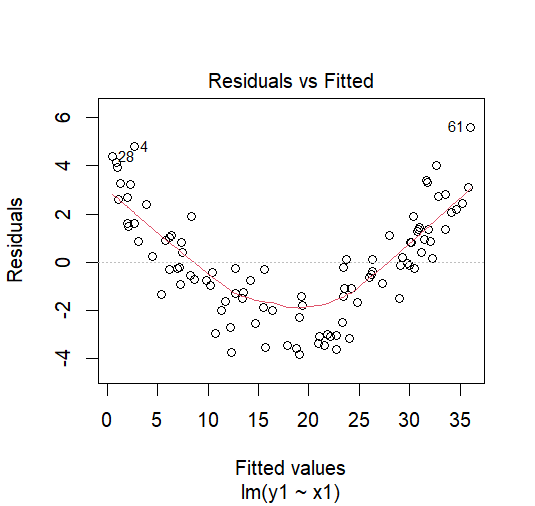 Residuals vs Fitted
Residuals
6
4
2
0
-2
-4
61
4
28
0 5 10 15 20 25 30 35
Fitted values
lm(y1 ~ x1)